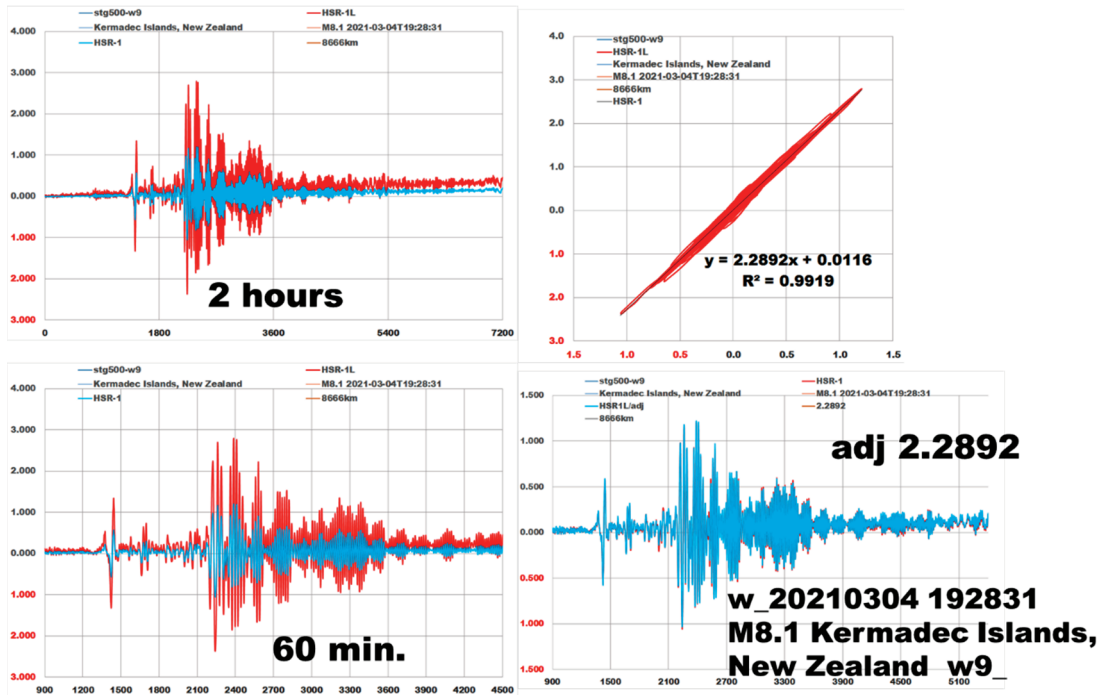 stg500-w9 HSR-1L
Kermadec Islands, New Zealand M8.1 2021-03-04T19:28:31
HSR-1 8666km
4.000
3.000
2.000
1.000
0.000
1.000
2.000
3.000
0 1800 3600 5400 7200
2 hours
stg500-w9
HSR-1L
Kermadec Islands, New Zealand
M8.1 2021-03-04T19:28:31
8666km
HSR-1
4.0
3.0
2.0
1.0
0.0
1.0
2.0
3.0
1.5 1.0 0.5 0.0 0.5 1.0 1.5
y = 2.2892x + 0.0116
R² = 0.9919
stg500-w9 HSR-1L
Kermadec Islands, New Zealand M8.1 2021-03-04T19:28:31
HSR-1 8666km
4.000
3.000
2.000
1.000
0.000
1.000
2.000
3.000
900 1200 1500 1800 2100 2400 2700 3000 3300 3600 3900 4200 4500
60 min.
stg500-w9 HSR-1
Kermadec Islands, New Zealand M8.1 2021-03-04T19:28:31
HSR1L/adj 2.2892
8666km
1.500
1.000
0.500
0.000
0.500
1.000
1.500
900 1500 2100 2700 3300 3900 4500 5100
adj 2.2892
w_20210304 192831
M8.1 Kermadec Islands,
New Zealand w9_